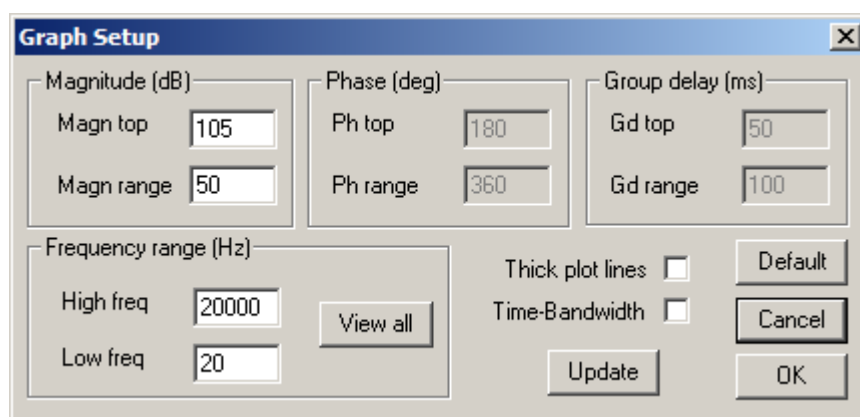 Graph Setup
Magnitude (dB)
Magn top 105
Magn range 50
Phase (deg)
Ph top 180
Ph range 360
Group delay (ms)
Gd top 50
Gd range 100
Frequency range (Hz)
High freq 20000
Low freq 20
View all
Thick plot lines
Time-Bandwidth
Update
Default
Cancel
OK